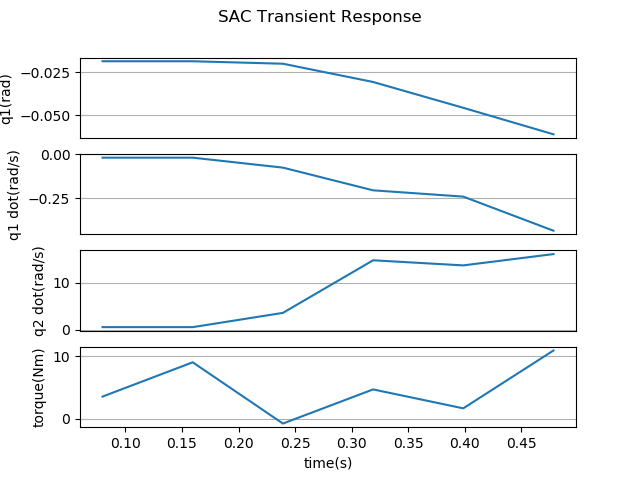 SAC Transient Response
−0.025
−0.050
q1(rad)
0.00
−0.25
q1 dot(rad/s)
10
0
q2 dot(rad/s)
10
0
torque(Nm)
0.10 0.15 0.20 0.25 0.30 0.35 0.40 0.45
time(s)